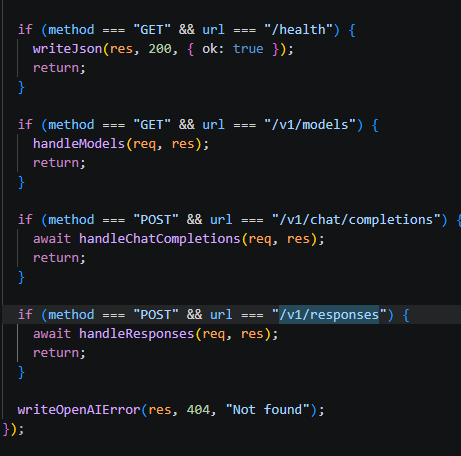 if (method === "GET" && url === "/health") {
writeJson(res, 200, { ok: true });
return;
}
if (method === "GET" && url === "/v1/models") {
handleModels(req, res);
return;
}
if (method === "POST" && url === "/v1/chat/completions") {
await handleChatCompletions(req, res);
return;
}
if (method === "POST" && url === "/v1/responses") {
await handleResponses(req, res);
return;
}
writeOpenAIError(res, 404, "Not found");
});